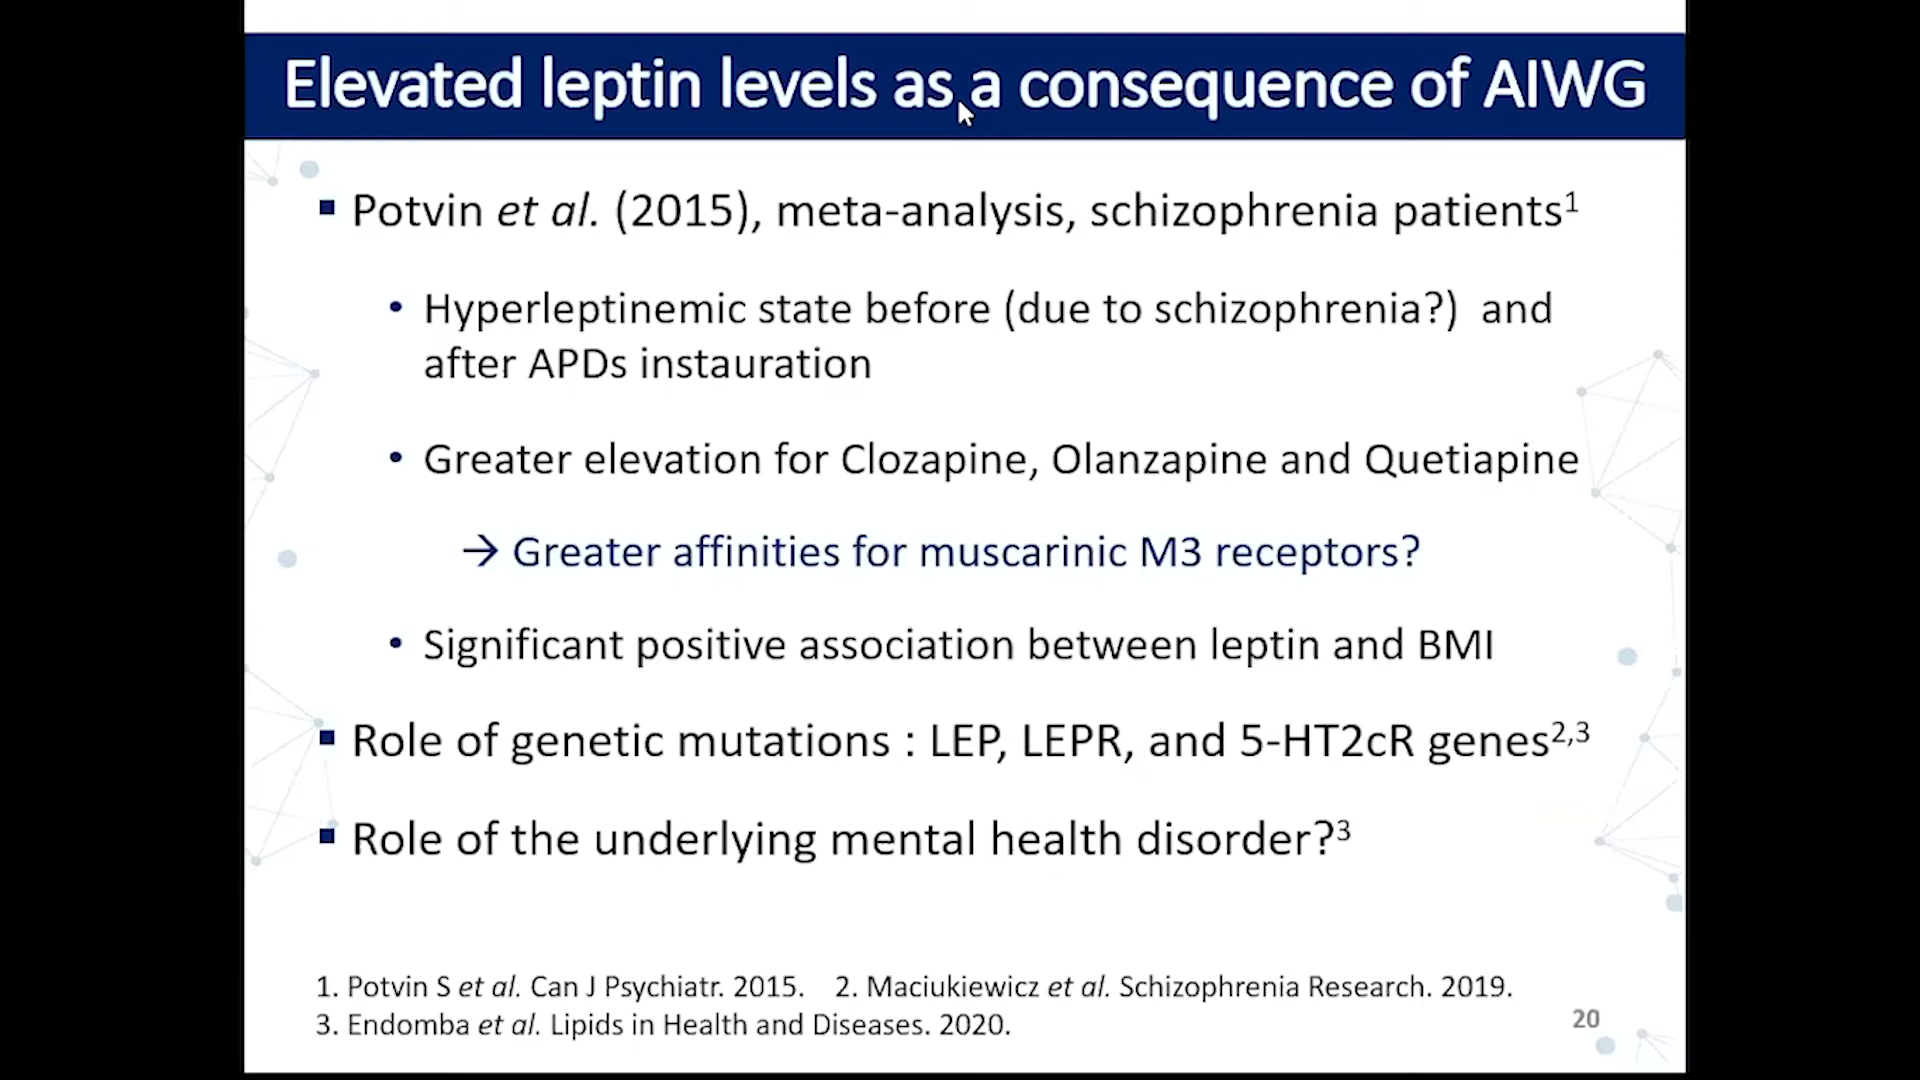 Elevated leptin levels as a consequence of AIWG
▪ Potvin et al. (2015), meta-analysis, schizophrenia patients¹
• Hyperleptinemic state before (due to schizophrenia?) and
after APDs instauration
• Greater elevation for Clozapine, Olanzapine and Quetiapine
→ Greater affinities for muscarinic M3 receptors?
• Significant positive association between leptin and BMI
▪ Role of genetic mutations : LEP, LEPR, and 5-HT2cR genes²,³
▪ Role of the underlying mental health disorder?³
1. Potvin S et al. Can J Psychiatr. 2015. 2. Maciukiewicz et al. Schizophrenia Research. 2019.
3. Endomba et al. Lipids in Health and Diseases. 2020.
20